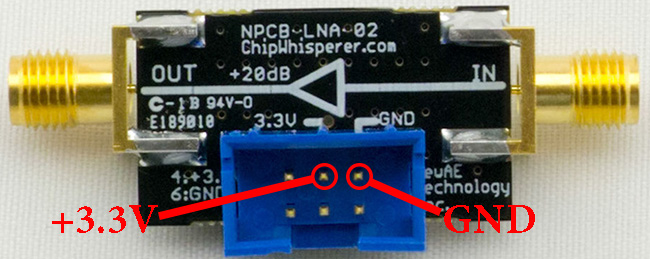 NPCB-LNA-02
ChipWhisperer.com
OUT +20dB IN
C-1B 94V-0
E189010 3.3V GND
4:+3.
6:GND
ewAE
echnology
+3.3V GND